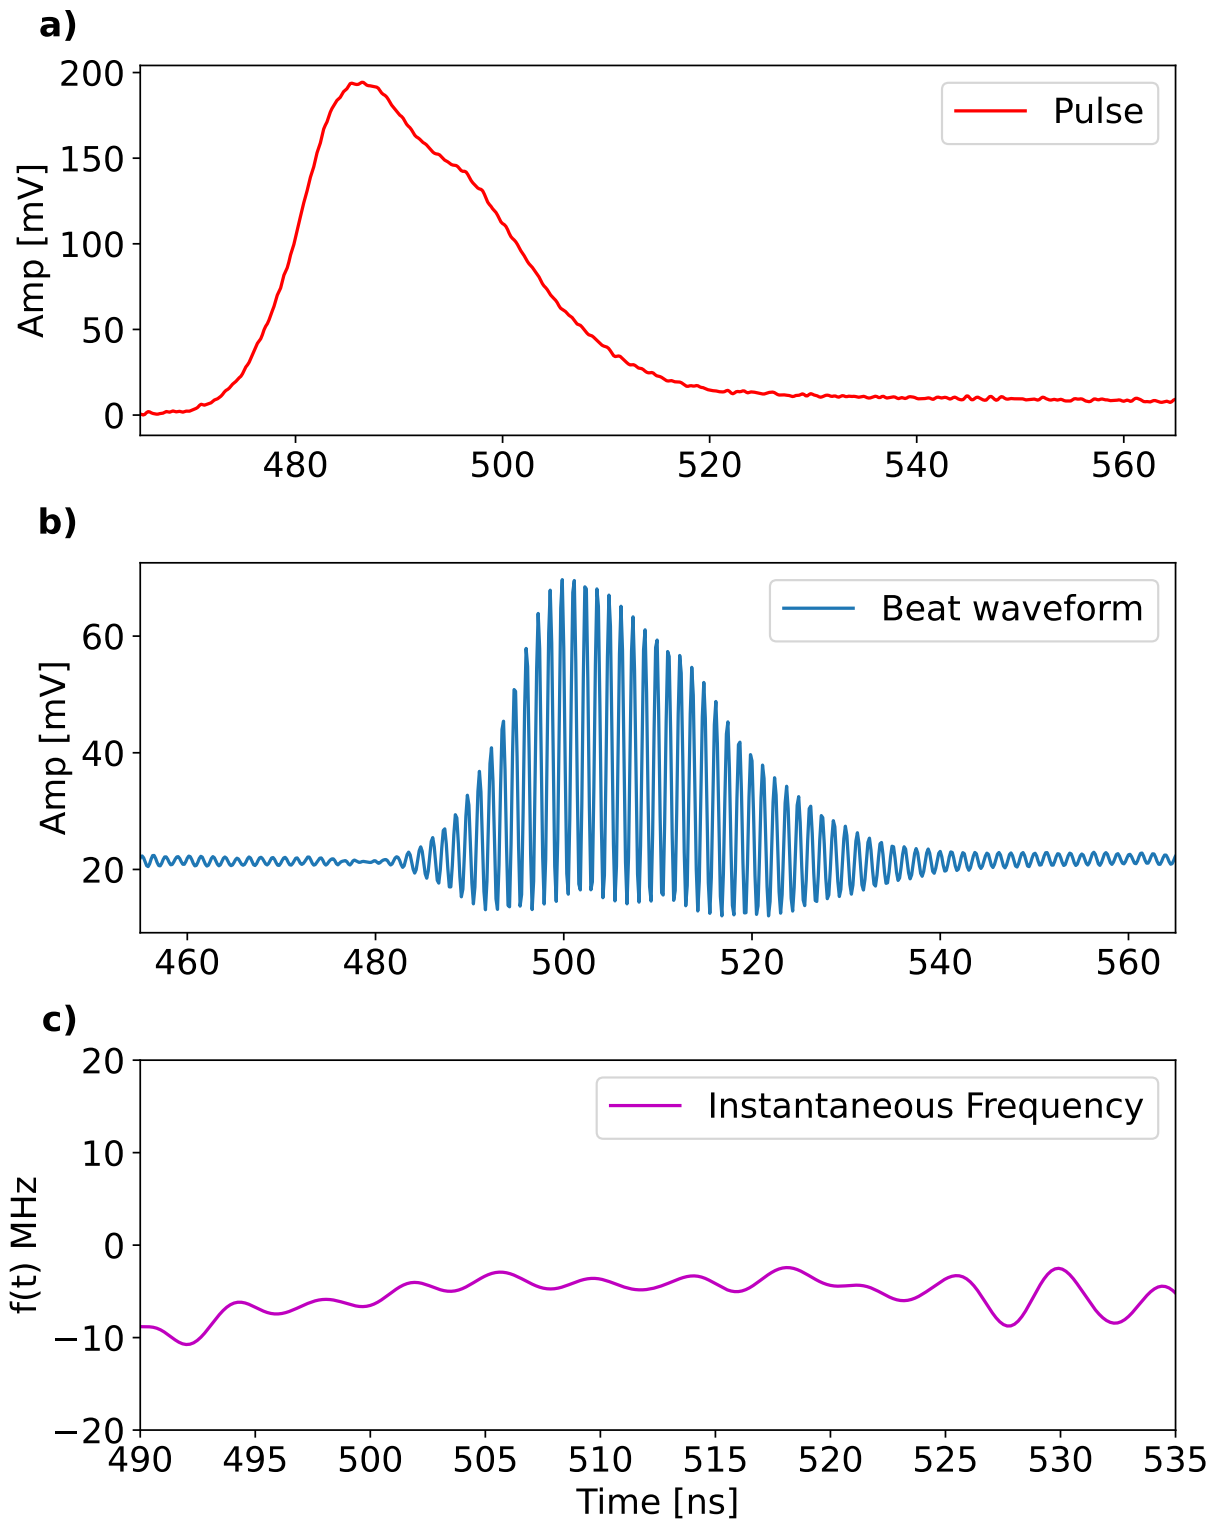 a)
200
150
100
50
0
Amp [mV]
Pulse
480 500 520 540 560
b)
60
40
20
Amp [mV]
Beat waveform
460 480 500 520 540 560
c)
20
10
0
−10
−20
f(t) MHz
Instantaneous Frequency
490 495 500 505 510 515 520 525 530 535
Time [ns]